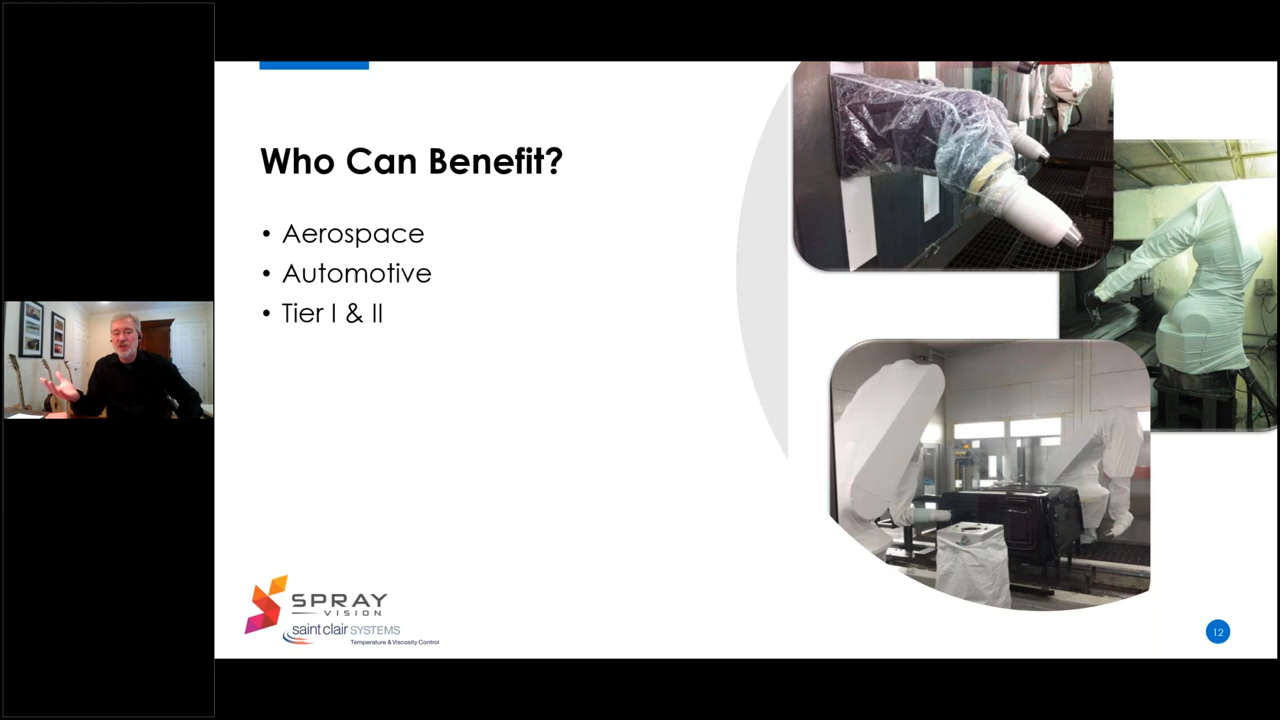 Who Can Benefit?
• Aerospace
• Automotive
• Tier I & II
SPRAY
VISION
saint clair SYSTEMS
Temperature & Viscosity Control
12